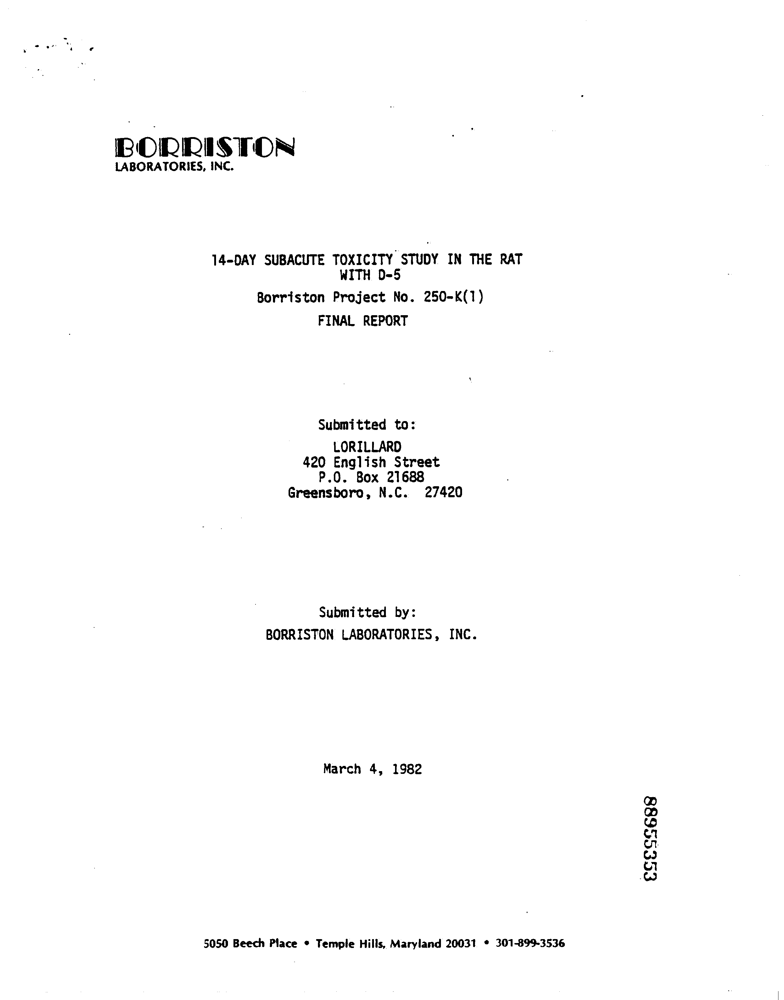 BORRISTON
LABORATORIES, INC.
14-DAY SUBACUTE TOXICITY STUDY IN THE RAT
WITH D-5
Borriston Project No. 250-K(1)
FINAL REPORT
Submitted to:
LORILLARD
420 English Street
P.O. Box 21688
Greensboro, N.C. 27420
Submitted by:
BORRISTON LABORATORIES, INC.
March 4, 1982
88955353
5050 Beech Place • Temple Hills, Maryland 20031 • 301-899-3536